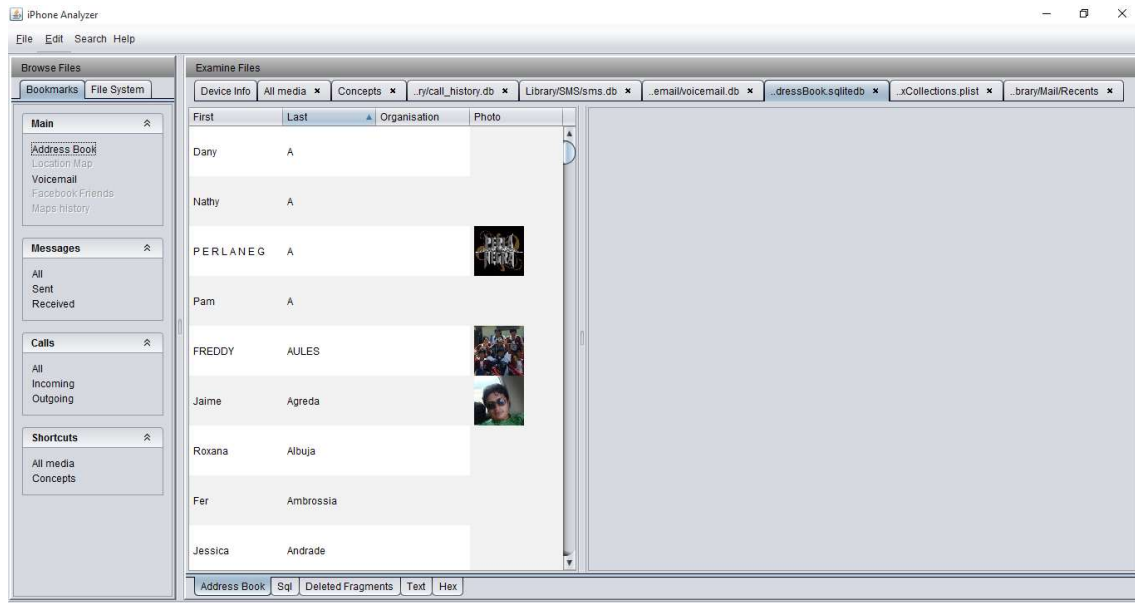 iPhone Analyzer
File Edit Search Help
Browse Files
Bookmarks File System
Main
Address Book
Location Map
Voicemail
Facebook Friends
Maps history
Messages
All
Sent
Received
Calls
All
Incoming
Outgoing
Shortcuts
All media
Concepts
Examine Files
Device Info All media Concepts ..ry/call_history.db Library/SMS/sms.db ..email/voicemail.db ..dressBook.sqlitedb ..xCollections.plist ..brary/Mail/Recents
First Last Organisation Photo
Dany A
Nathy A
P E R L A N E G A
PERLA NEGRA
Pam A
FREDDY AULES
Jaime Agreda
Roxana Albuja
Fer Ambrossia
Jessica Andrade
Address Book Sql Deleted Fragments Text Hex